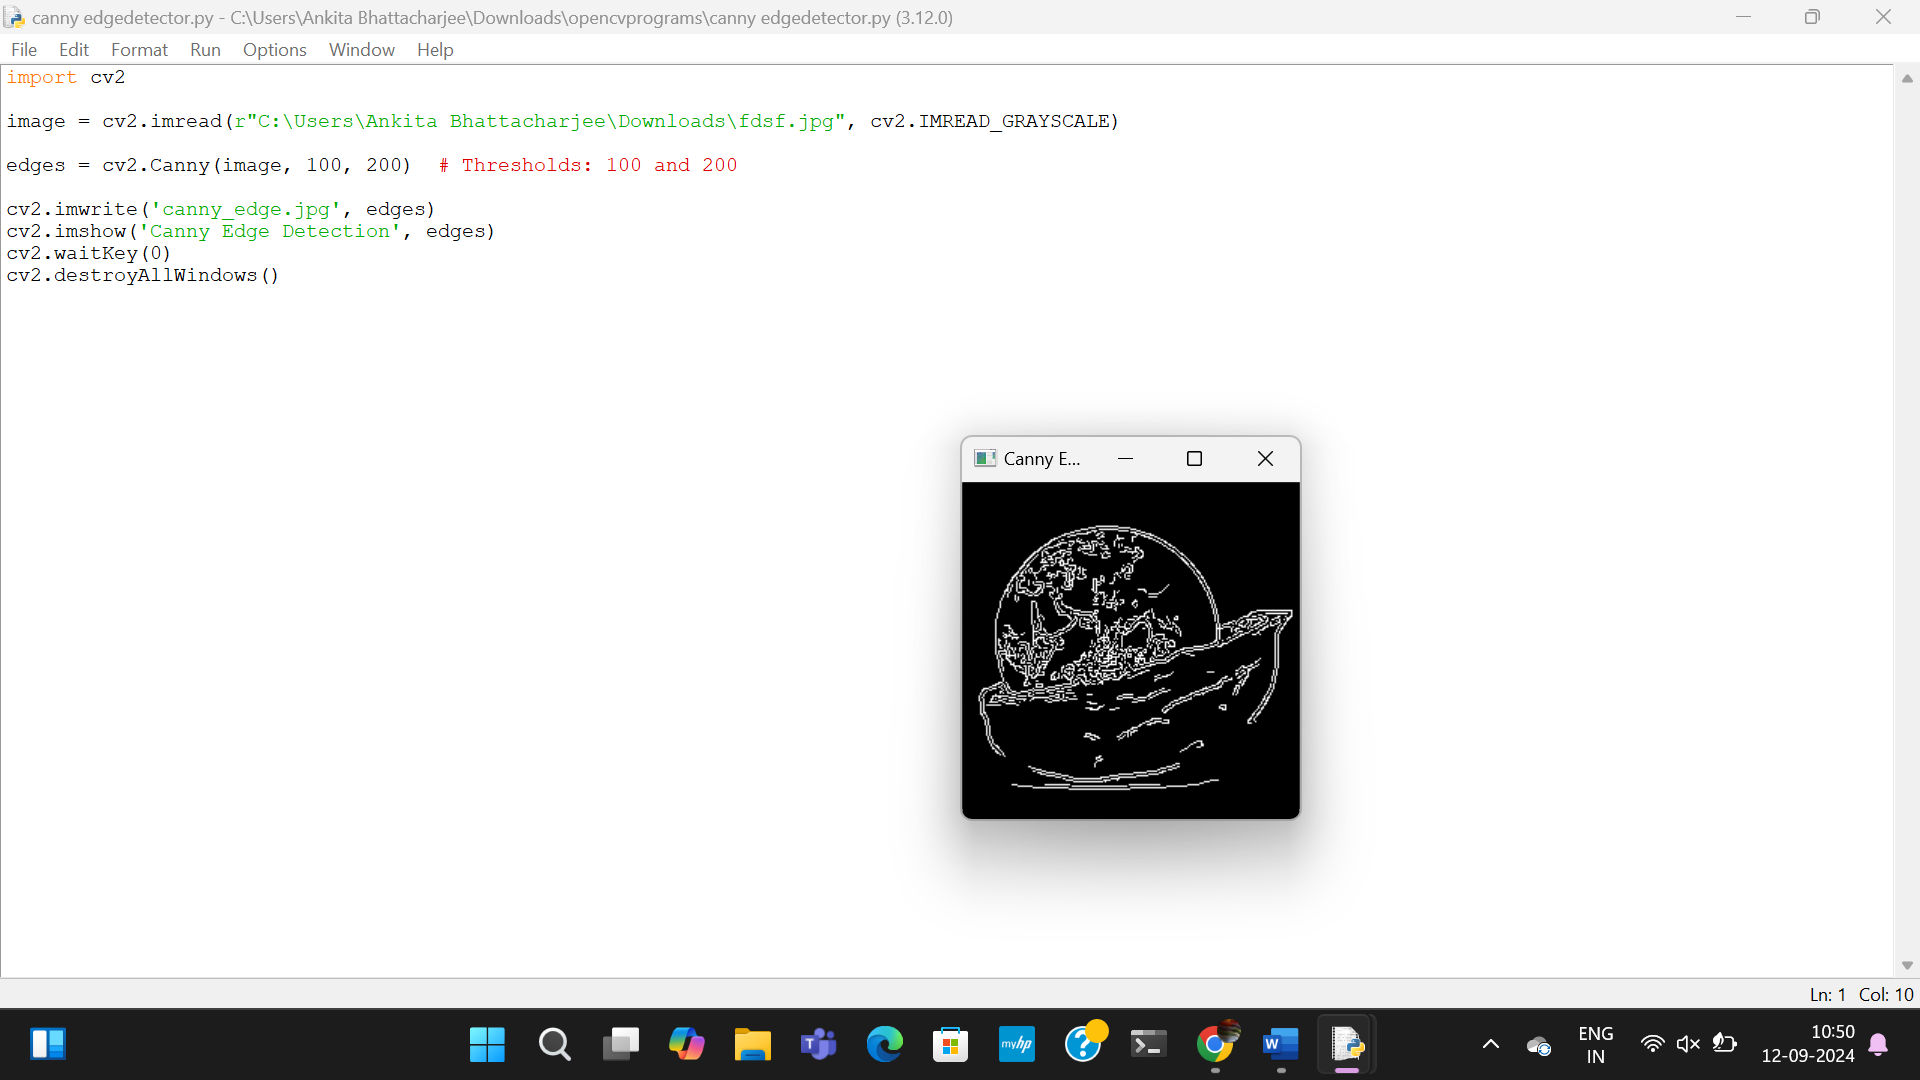 canny edgedetector.py - C:\Users\Ankita Bhattacharjee\Downloads\opencvprograms\canny edgedetector.py (3.12.0)
File Edit Format Run Options Window Help
import cv2
image = cv2.imread(r"C:\Users\Ankita Bhattacharjee\Downloads\fdsf.jpg", cv2.IMREAD_GRAYSCALE)
edges = cv2.Canny(image, 100, 200)  # Thresholds: 100 and 200
cv2.imwrite('canny_edge.jpg', edges)
cv2.imshow('Canny Edge Detection', edges)
cv2.waitKey(0)
cv2.destroyAllWindows()
Canny E...
Ln: 1 Col: 10
myhp
ENG
IN
10:50
12-09-2024